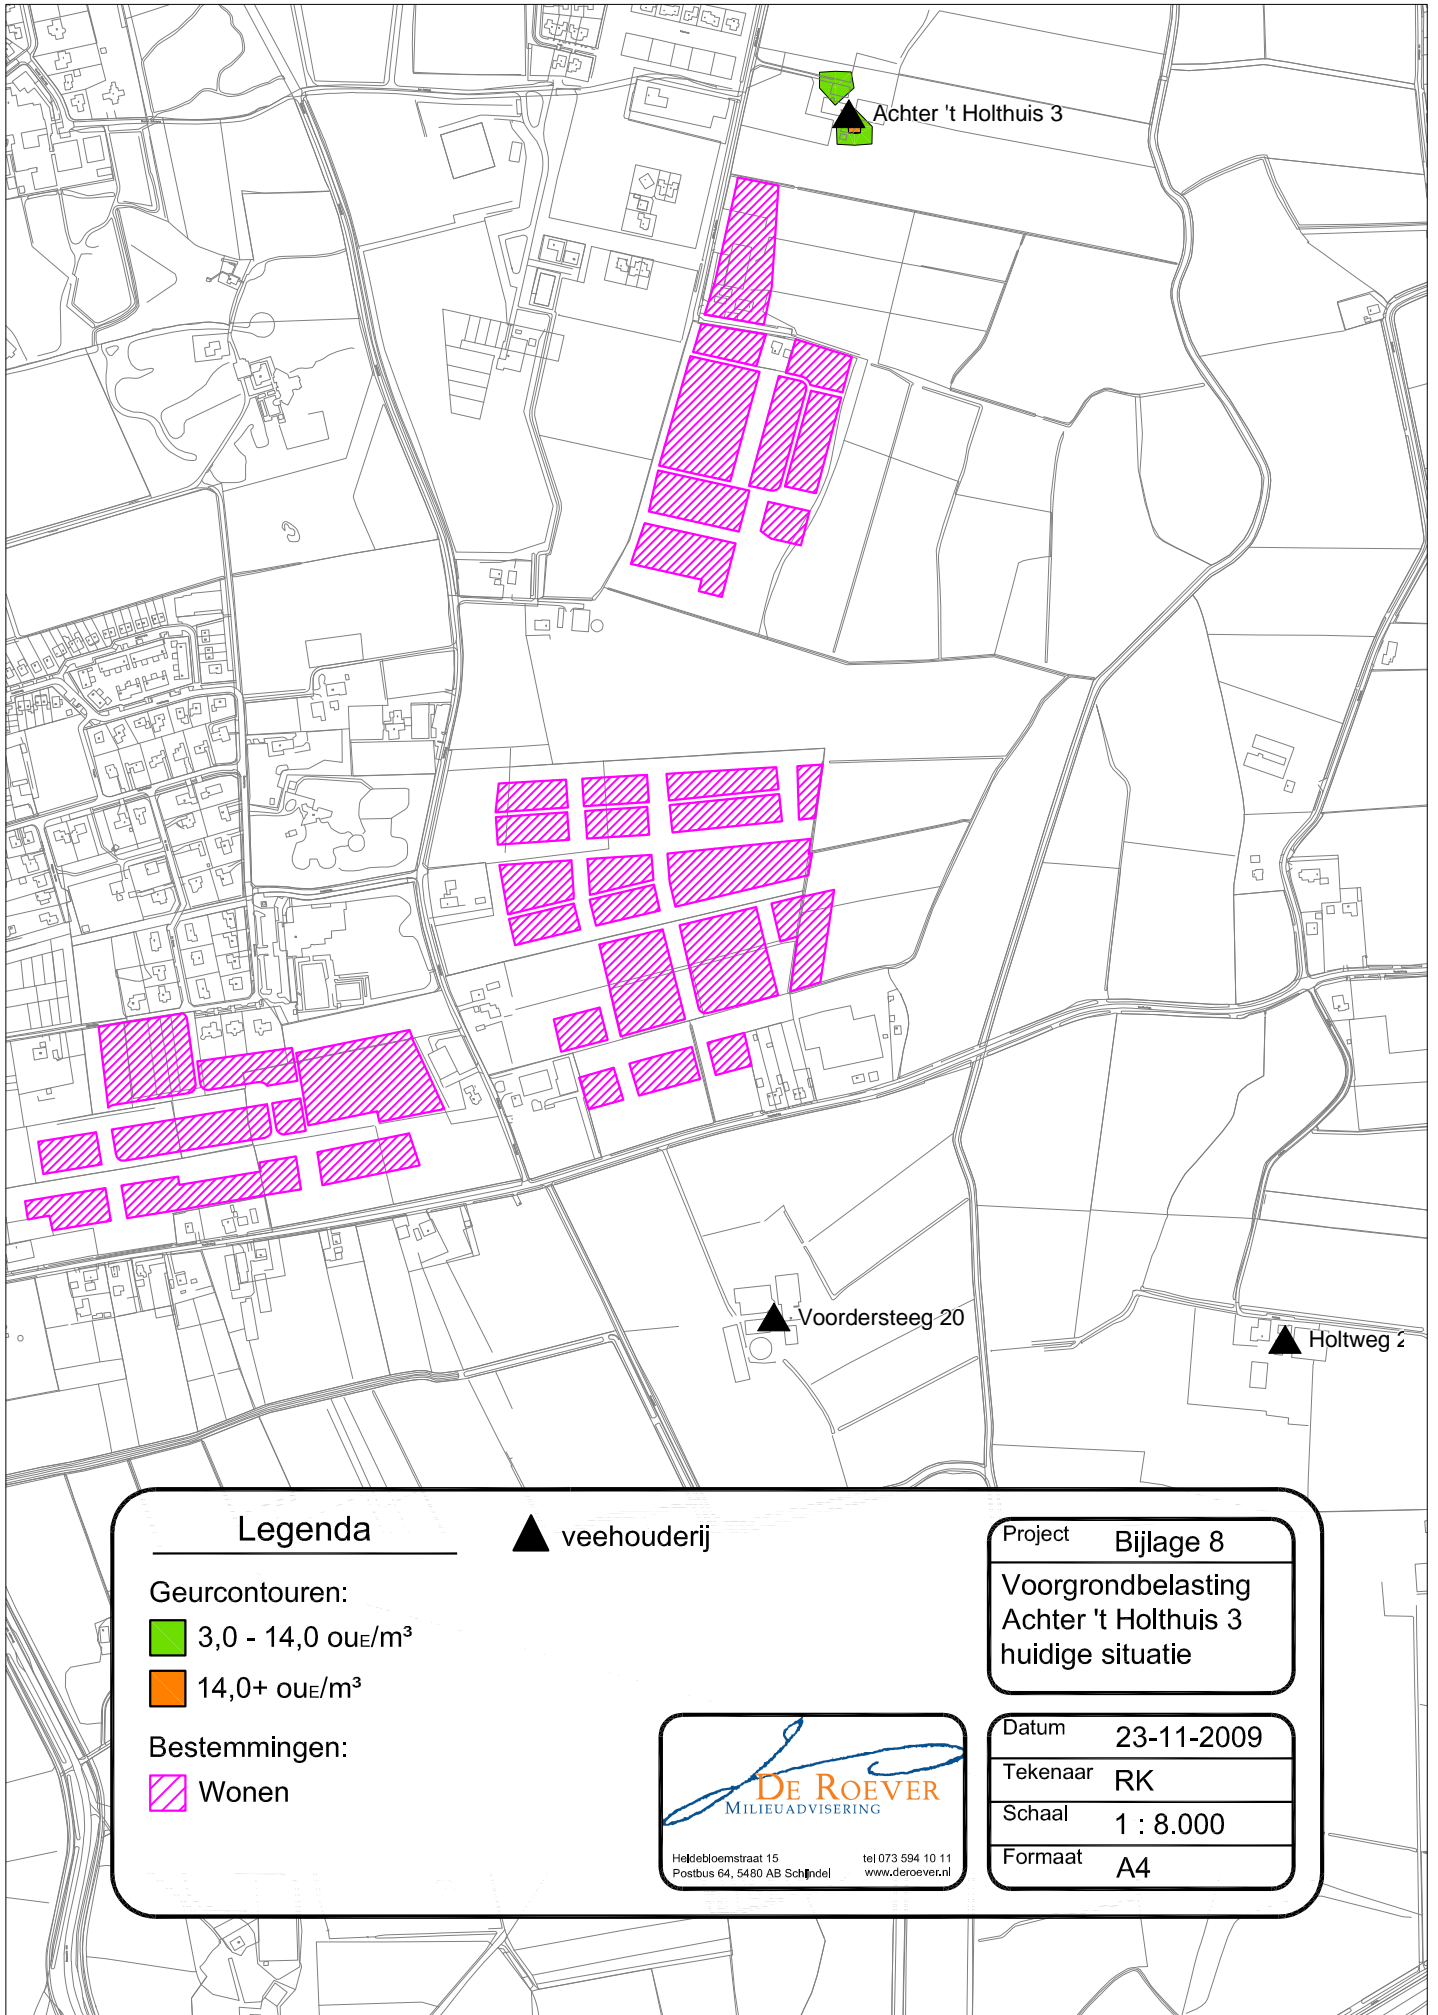 Achter 't Holthuis 3
Voordersteeg 20
Holtweg 2
Legenda
veehouderij
Geurcontouren:
3,0 - 14,0 ouE/m³
14,0+ ouE/m³
Bestemmingen:
Wonen
DE ROEVER
MILIEUADVISERING
Heidebloemstraat 15
tel 073 594 10 11
Postbus 64, 5480 AB Schijndel
www.deroever.nl
Project Bijlage 8
Voorgrondbelasting
Achter 't Holthuis 3
huidige situatie
Datum 23-11-2009
Tekenaar RK
Schaal 1 : 8.000
Formaat A4